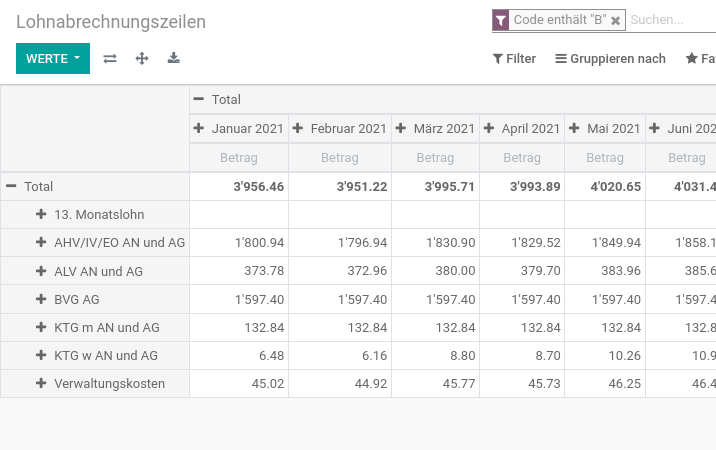 Lohnabrechnungszeilen
Code enthält "B" Suchen...
WERTE
Filter Gruppieren nach
Total
Januar 2021 Februar 2021 März 2021 April 2021 Mai 2021 Juni
Betrag Betrag Betrag Betrag Betrag Betrag
Total 3'956.46 3'951.22 3'995.71 3'993.89 4'020.65 4'031.4
13. Monatslohn
AHV/IV/EO AN und AG 1'800.94 1'796.94 1'830.90 1'829.52 1'849.94 1'858.1
ALV AN und AG 373.78 372.96 380.00 379.70 383.96 385.6
BVG AG 1'597.40 1'597.40 1'597.40 1'597.40 1'597.40 1'597.4
KTG m AN und AG 132.84 132.84 132.84 132.84 132.84 132.8
KTG w AN und AG 6.48 6.16 8.80 8.70 10.26 10.9
Verwaltungskosten 45.02 44.92 45.77 45.73 46.25 46.4